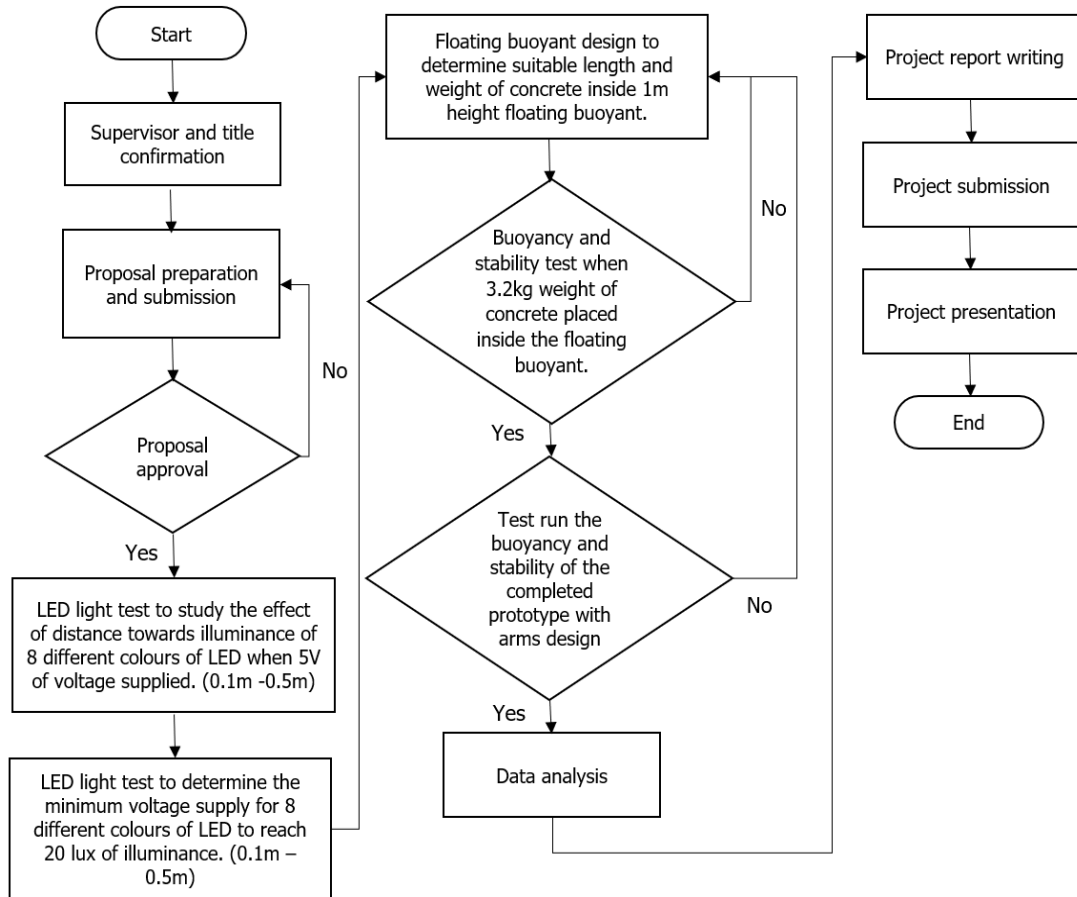 Start
Supervisor and title
confirmation
Proposal preparation
and submission
No
Proposal
approval
Yes
LED light test to study the effect
of distance towards illuminance of
8 different colours of LED when 5V
of voltage supplied. (0.1m -0.5m)
LED light test to determine the
minimum voltage supply for 8
different colours of LED to reach
20 lux of illuminance. (0.1m –
0.5m)
Floating buoyant design to
determine suitable length and
weight of concrete inside 1m
height floating buoyant.
No
Buoyancy and
stability test when
3.2kg weight of
concrete placed
inside the floating
buoyant.
Yes
Test run the
buoyancy and
stability of the
completed
prototype with
arms design
No
Yes
Data analysis
Project report writing
Project submission
Project presentation
End